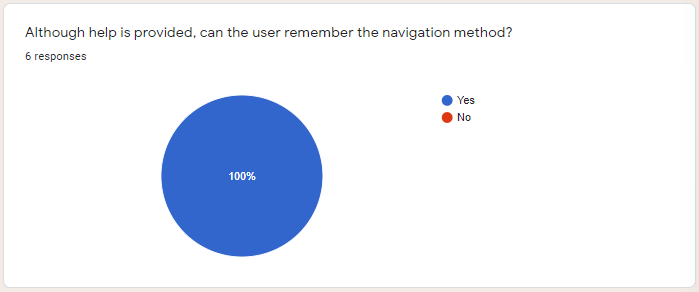 Although help is provided, can the user remember the navigation method?
6 responses
Yes
No
100%